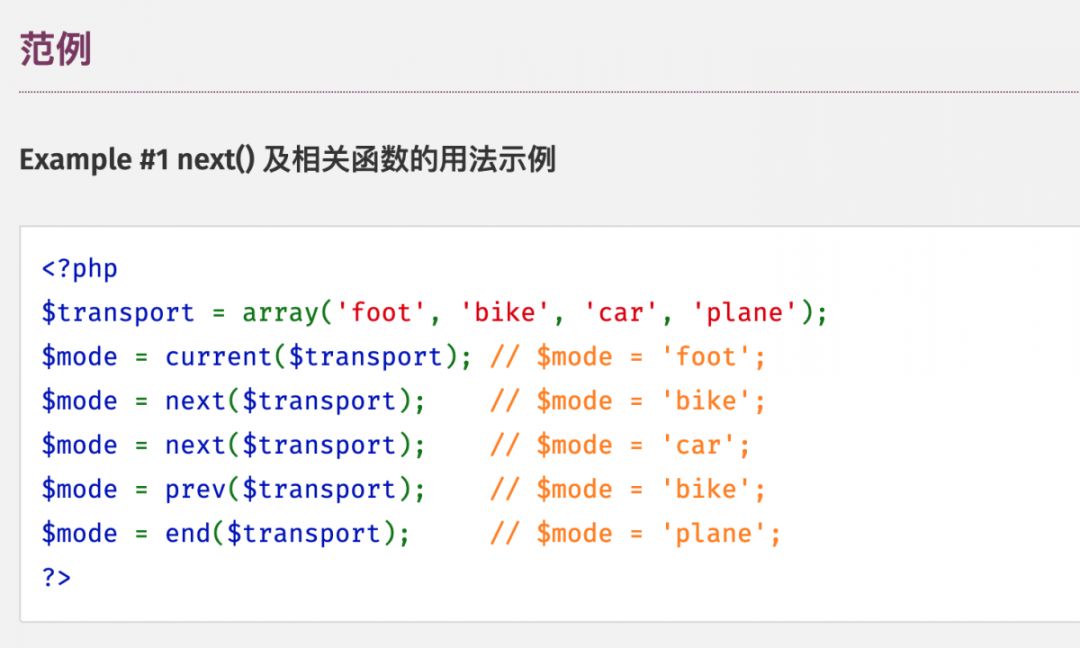 范例
Example #1 next() 及相关函数的用法示例
<?php
$transport = array('foot', 'bike', 'car', 'plane');
$mode = current($transport); // $mode = 'foot';
$mode = next($transport);    // $mode = 'bike';
$mode = next($transport);    // $mode = 'car';
$mode = prev($transport);    // $mode = 'bike';
$mode = end($transport);     // $mode = 'plane';
?>